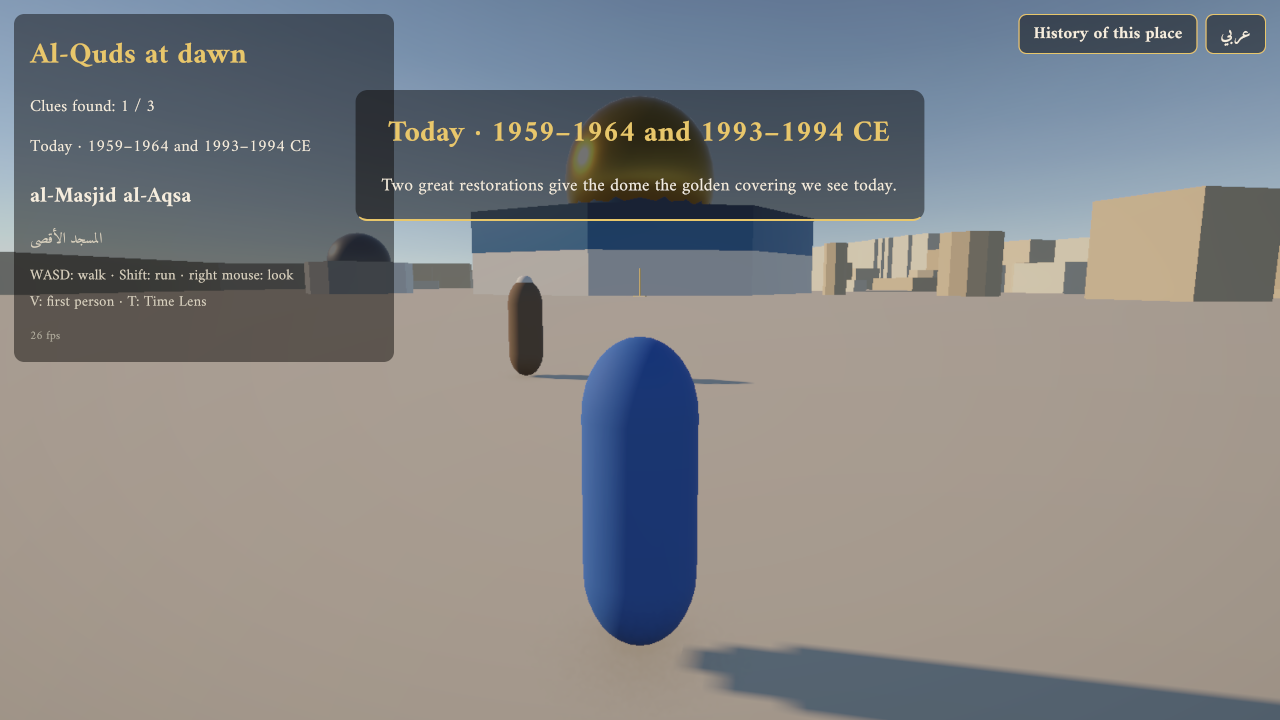 Al-Quds at dawn
Clues found: 1 / 3
Today · 1959–1964 and 1993–1994 CE
al-Masjid al-Aqsa
المسجد الأقصى
WASD: walk · Shift: run · right mouse: look
V: first person · T: Time Lens
26 fps
Today · 1959–1964 and 1993–1994 CE
Two great restorations give the dome the golden covering we see today.
History of this place
عربي